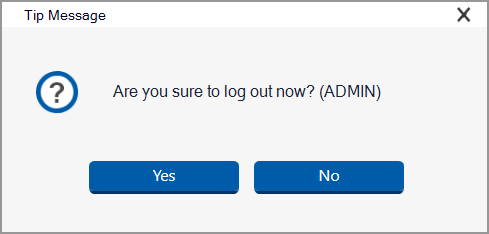 Tip Message
Are you sure to log out now? (ADMIN)
Yes
No